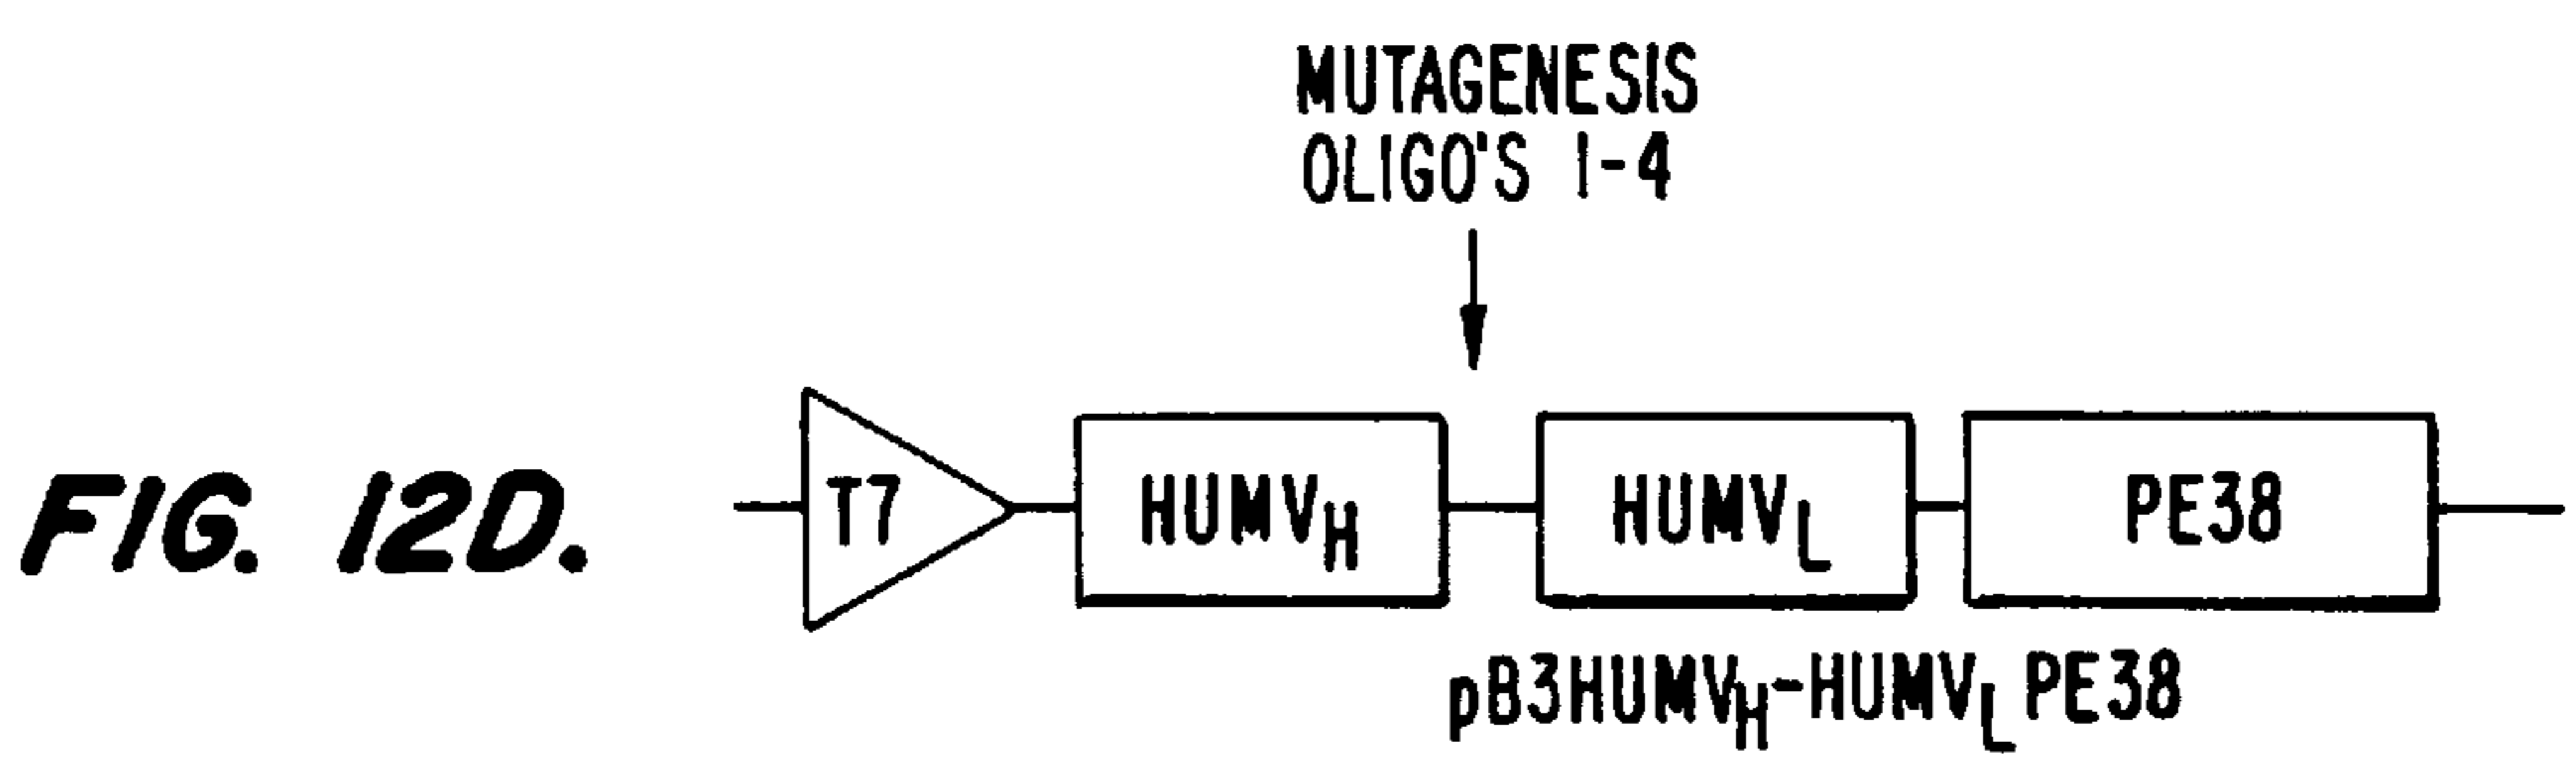 MUTAGENESIS
OLIGO'S 1-4
FIG. 12D.
T7 HUMVH HUMVL PE38
pB3HUMVH-HUMVL PE38